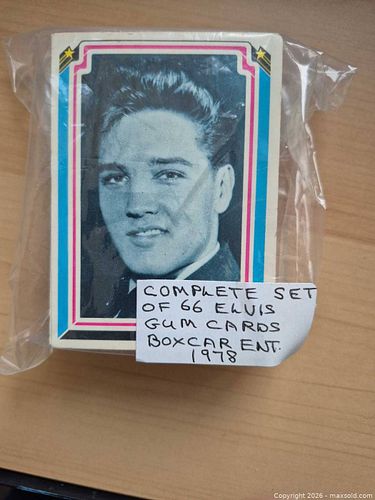 COMPLETE SET
OF 66 ELVIS
GUM CARDS
BOXCAR ENT.
1978
Copyright 2026 - maxsold.com